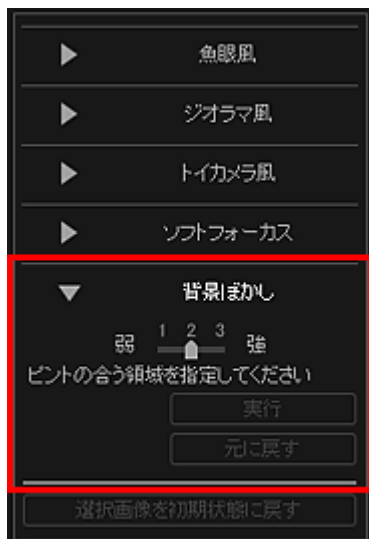 魚眼風
ジオラマ風
トイカメラ風
ソフトフォーカス
背景ぼかし
1 2 3
弱 強
ピントの合う領域を指定してください
実行
元に戻す
選択画像を初期状態に戻す